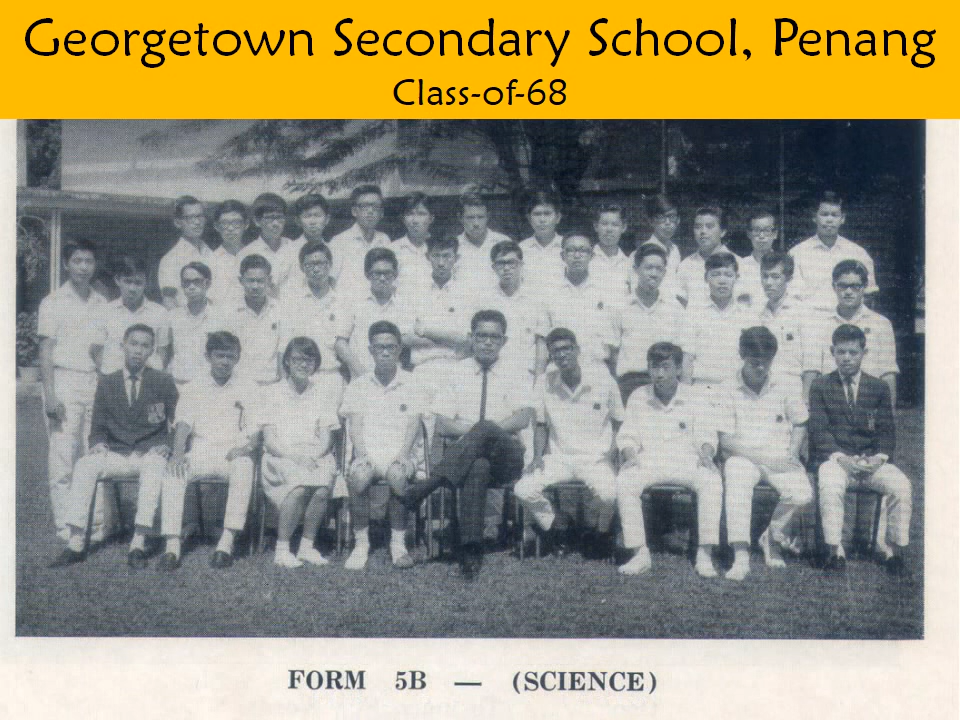 Georgetown Secondary School, Penang
Class-of-68
FORM 5B — (SCIENCE)